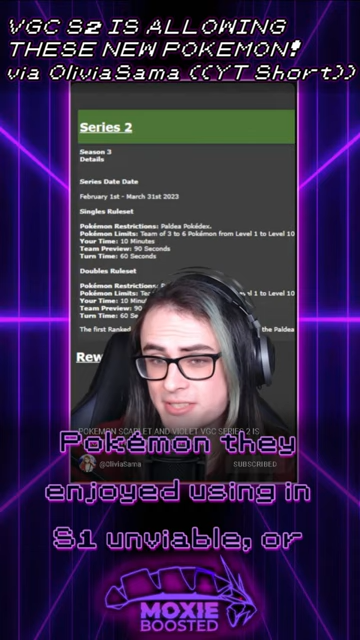 VGC S2 IS ALLOWING
THESE NEW POKEMON!
via OliviaSama ((YT Short))
Series 2
Season 3
Details
Series Date Date
February 1st - March 31st 2023
Singles Ruleset
Pokémon Restrictions: Paldea Pokédex.
Pokémon Limits: Team of 3 to 6 Pokémon from Level 1 to Level 10
Your Time: 10 Minutes
Team Preview: 90 Seconds
Turn Time: 60 Seconds
Doubles Ruleset
Pokémon Restrictions: P
Pokémon Limits: to Level 10
Your Time: 10 Min
Team Preview: 90
Turn Time: 60 Se
The first Ranked the Paldea
Rew
POKEMON SCARLET AND VIOLET VGC SERIES 2 IS
@OliviaSama SUBSCRIBED
Pokémon they
enjoyed using in
S1 unviable, or
MOXIE
BOOSTED